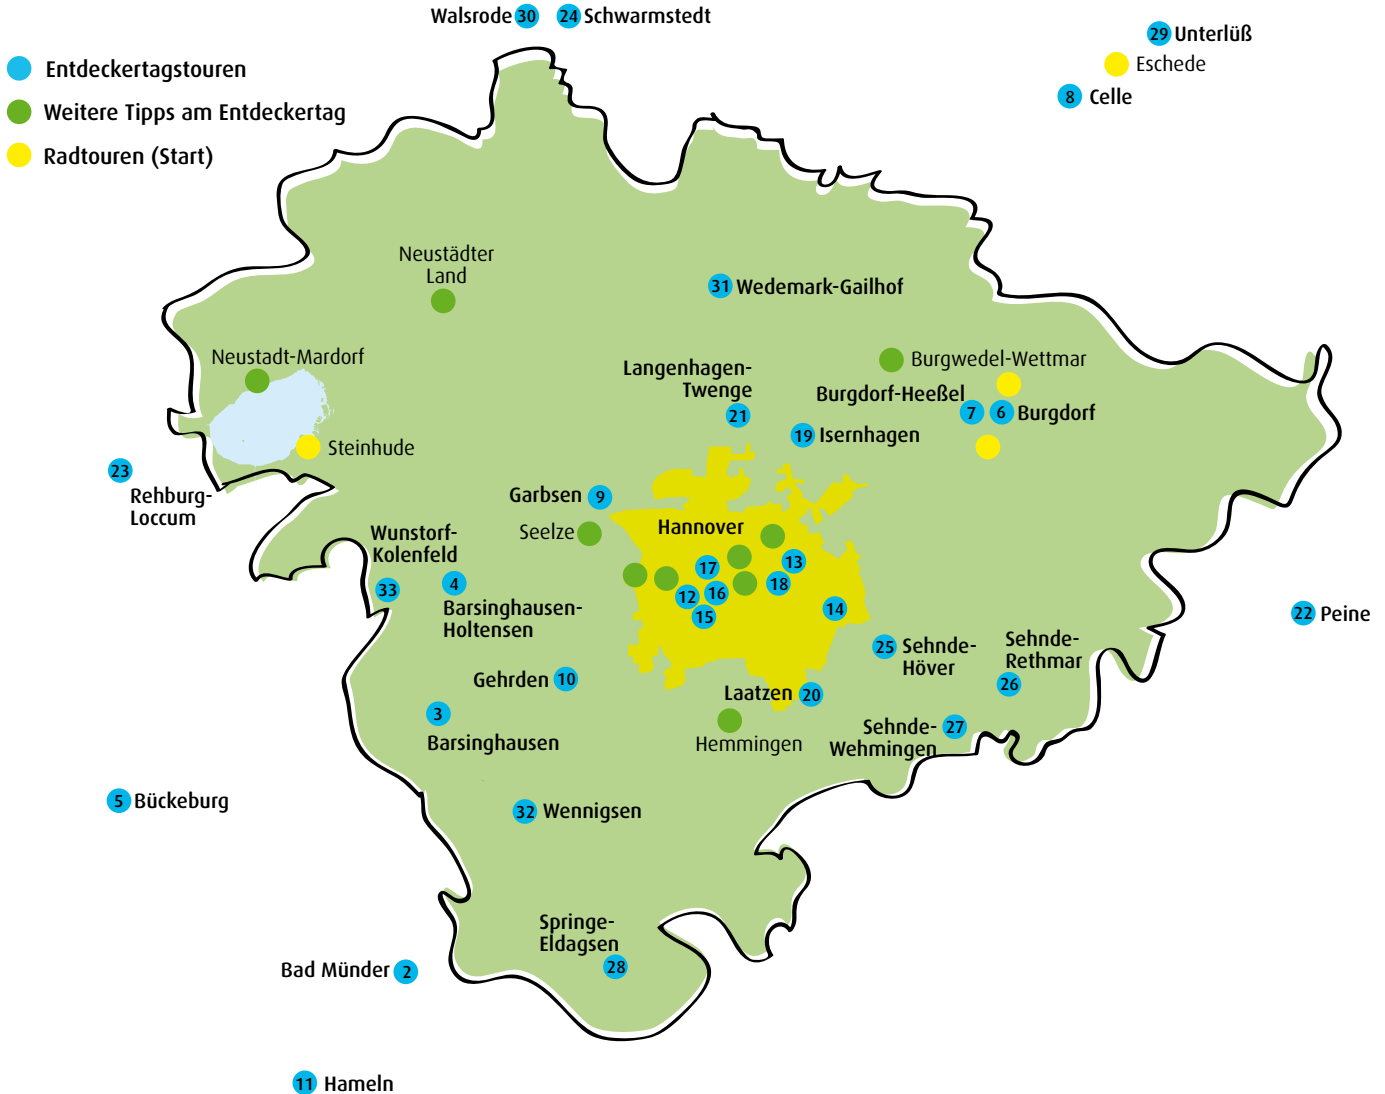 Walsrode 30 24 Schwarmstedt
29 Unterlüß
Eschede
8 Celle
Entdeckertagstouren
Weitere Tipps am Entdeckertag
Radtouren (Start)
Neustädter
Land
31 Wedemark-Gailhof
Neustadt-Mardorf
Burgwedel-Wettmar
Langenhagen-
Twenge
21
Burgdorf-Heeßel
7 6 Burgdorf
19 Isernhagen
Steinhude
23
Rehburg-
Loccum
Garbsen 9
Seelze
Hannover
Wunstorf-
Kolenfeld
33
4
Barsinghausen-
Holtensen
17
13
18
12
16
15
14
22 Peine
25 Sehnde-
Höver
Sehnde-
Rethmar
26
Gehrden 10
Laatzen 20
3
Barsinghausen
Hemmingen
Sehnde-
Wehmingen
27
5 Bückeburg
32 Wennigsen
Springe-
Eldagsen
28
Bad Münder 2
11 Hameln